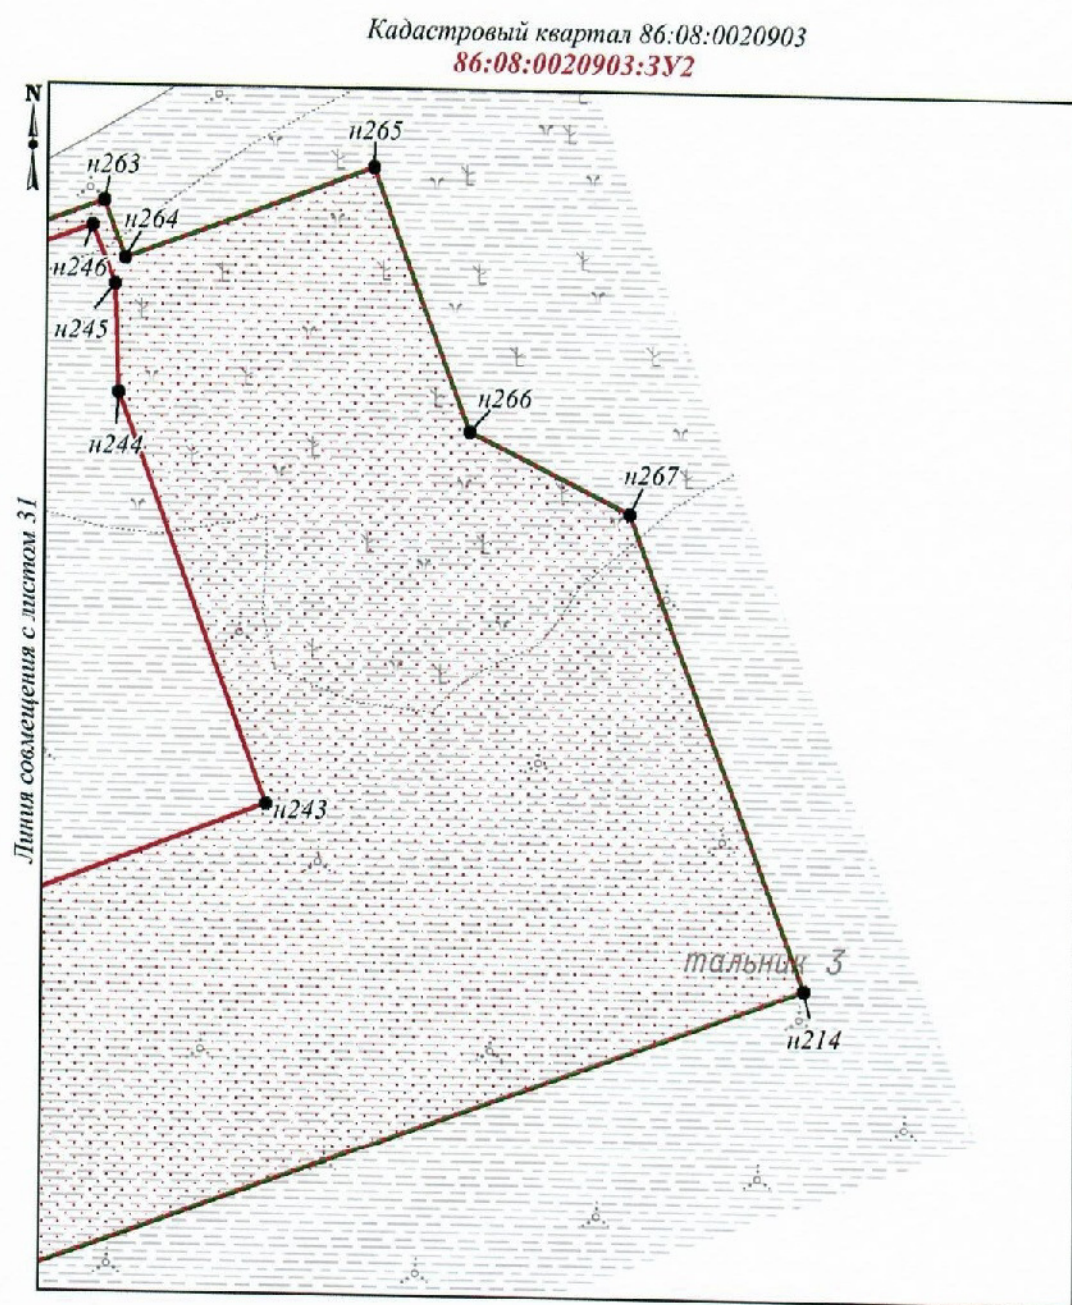 Кадастровый квартал 86:08:0020903
86:08:0020903:ЗУ2
N
н265
н263
н264
н246
н245
н266
н244
н267
Линия совмещения с листом 31
н243
тальник 3
н214